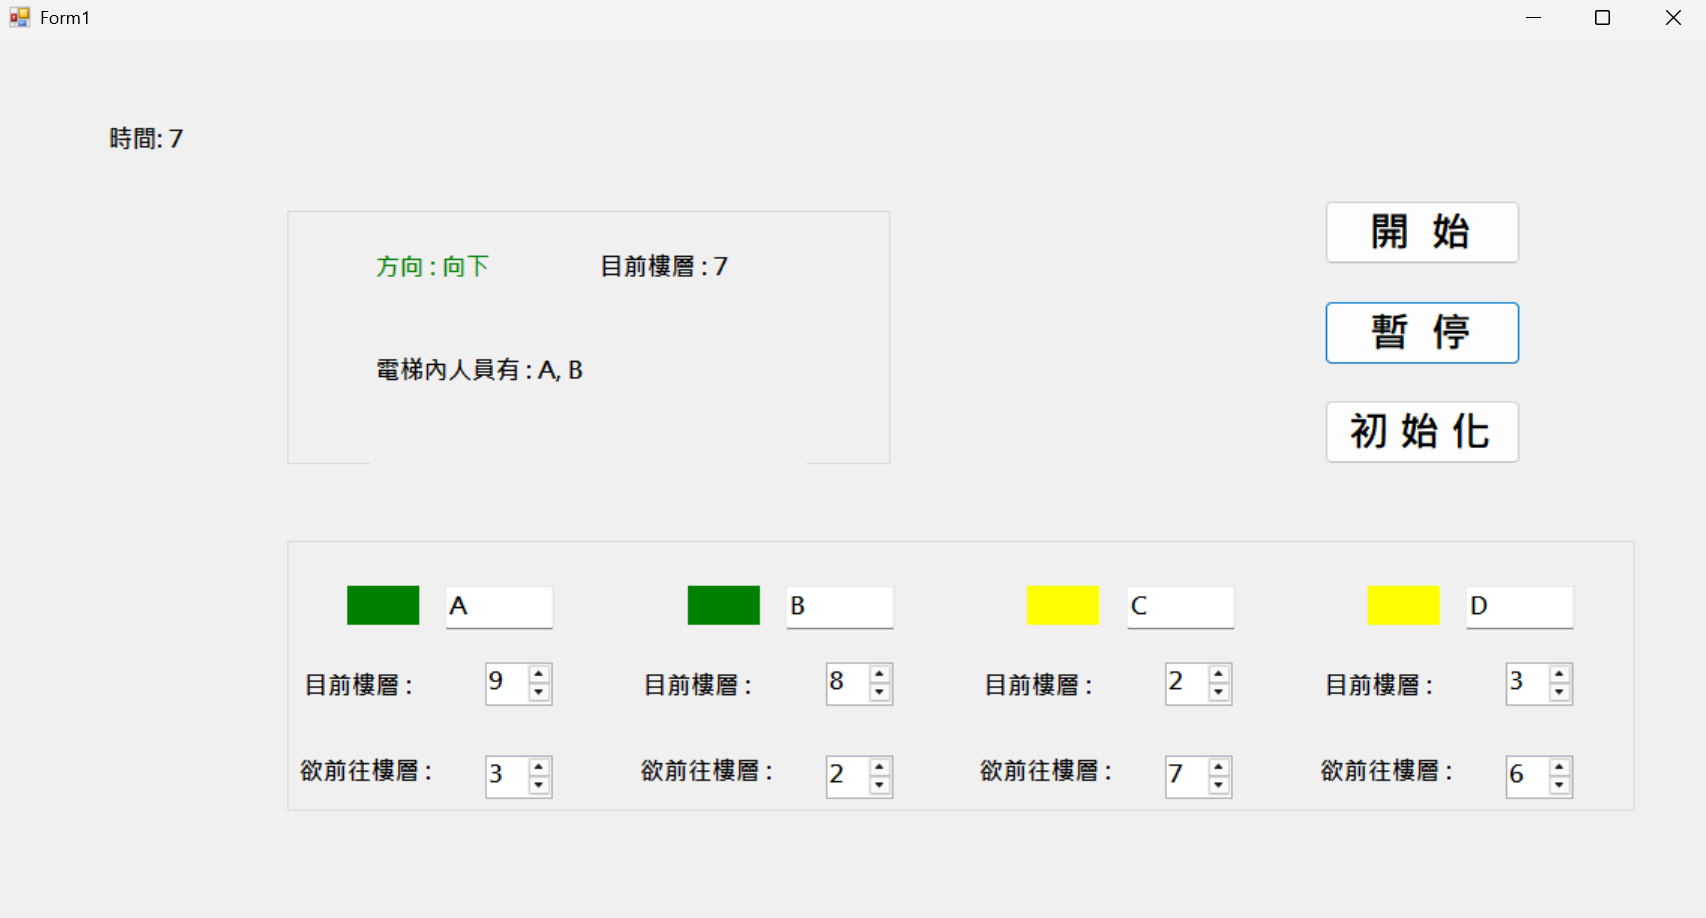 Form1
時間: 7
開 始
方向 : 向下 目前樓層 : 7
暫 停
電梯內人員有 : A, B
初 始 化
A B C D
目前樓層 : 9 目前樓層 : 8 目前樓層 : 2 目前樓層 : 3
欲前往樓層 : 3 欲前往樓層 : 2 欲前往樓層 : 7 欲前往樓層 : 6